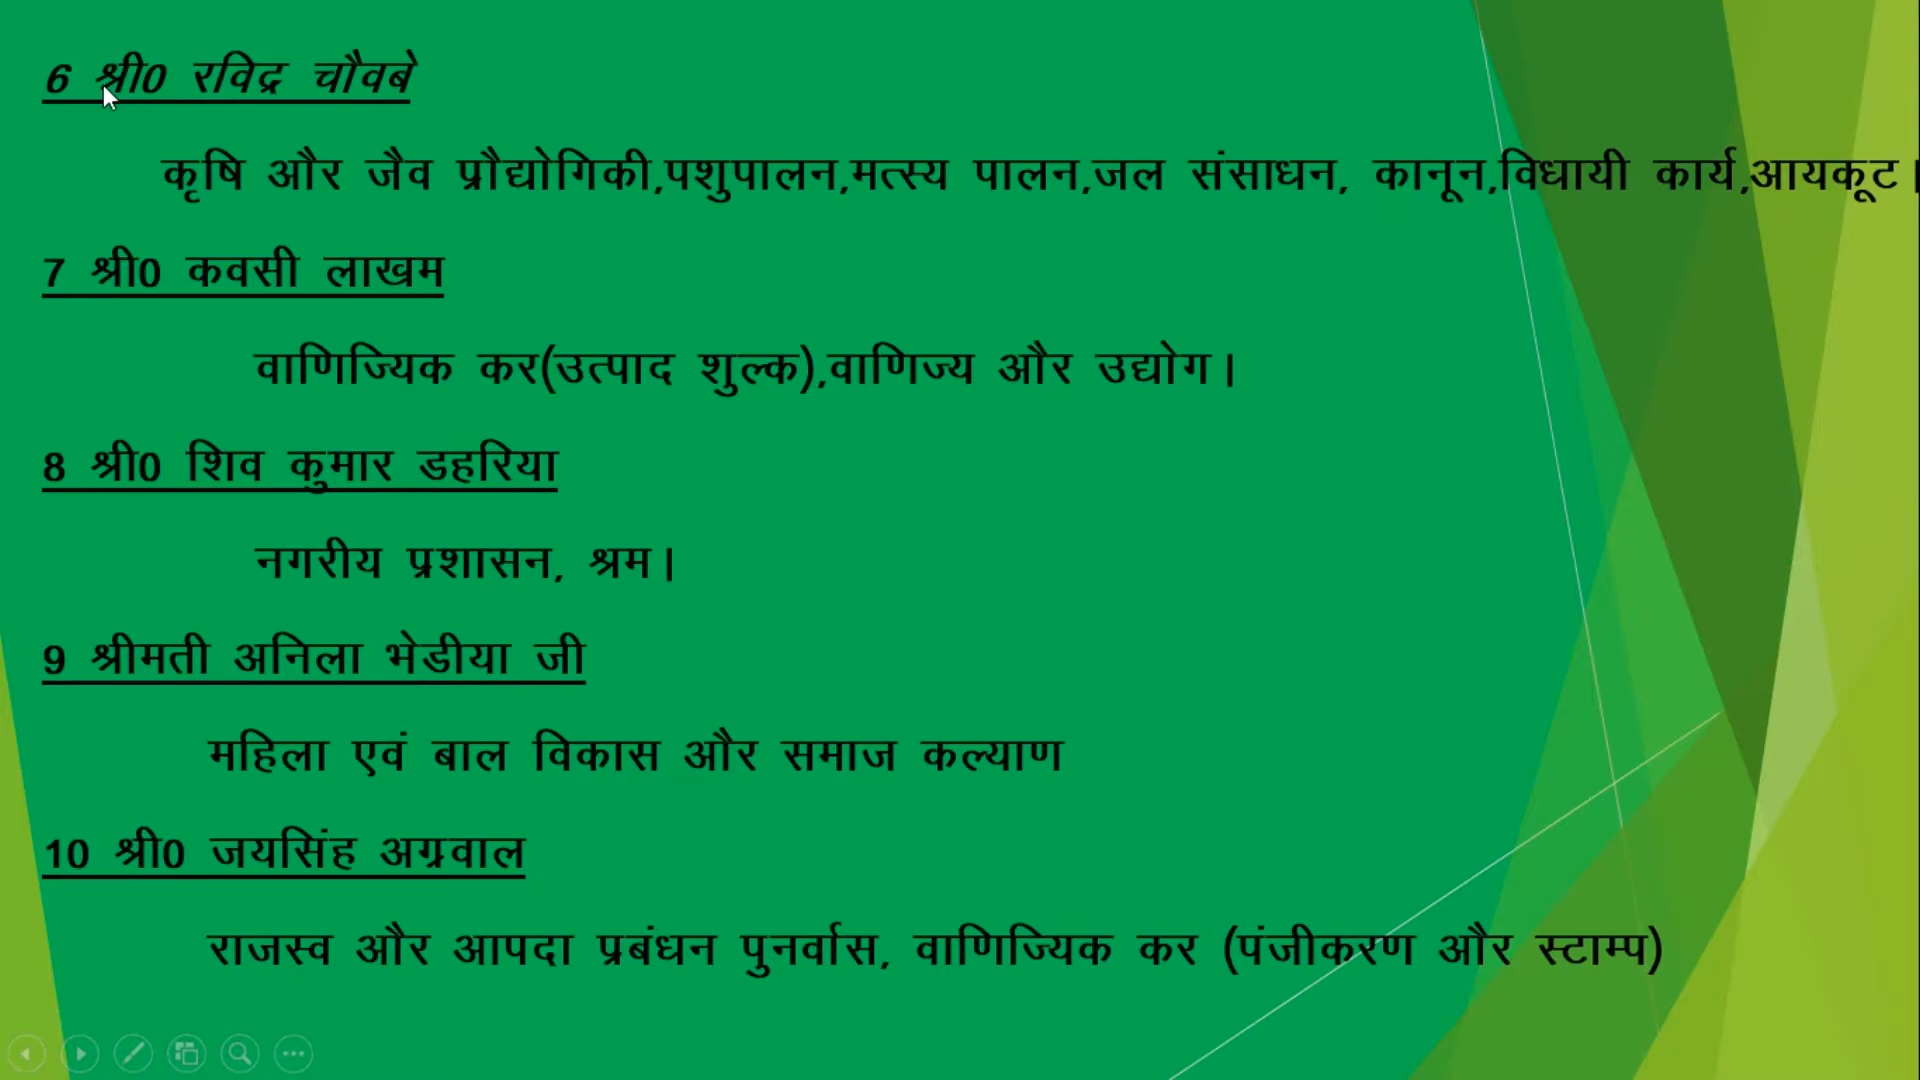 6 श्री0 रविद्र चौवबे
कृषि और जैव प्रौद्योगिकी,पशुपालन,मत्स्य पालन,जल संसाधन, कानून,विधायी कार्य,आयकूट।
7 श्री0 कवसी लाखम
वाणिज्यिक कर(उत्पाद शुल्क),वाणिज्य और उद्योग।
8 श्री0 शिव कुमार डहरिया
नगरीय प्रशासन, श्रम।
9 श्रीमती अनिला भेडीया जी
महिला एवं बाल विकास और समाज कल्याण
10 श्री0 जयसिंह अग्रवाल
राजस्व और आपदा प्रबंधन पुनर्वास, वाणिज्यिक कर (पंजीकरण और स्टाम्प)